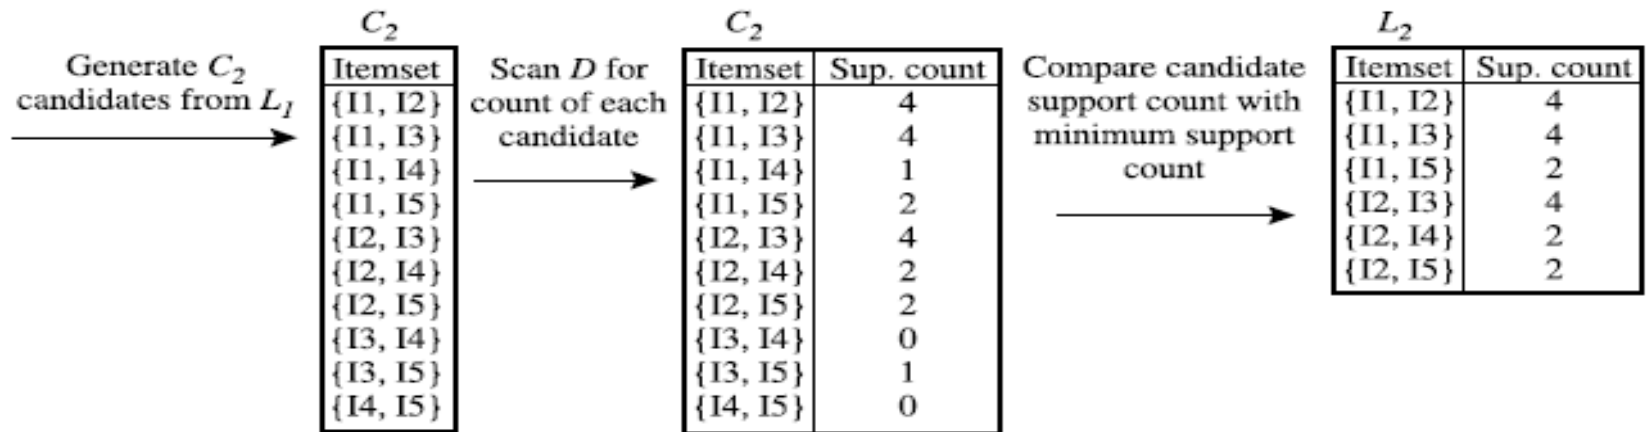 Generate C2
candidates from L1
C2
Itemset
{I1, I2}
{I1, I3}
{I1, I4}
{I1, I5}
{I2, I3}
{I2, I4}
{I2, I5}
{I3, I4}
{I3, I5}
{I4, I5}
Scan D for
count of each
candidate
C2
Itemset Sup. count
{I1, I2} 4
{I1, I3} 4
{I1, I4} 1
{I1, I5} 2
{I2, I3} 4
{I2, I4} 2
{I2, I5} 2
{I3, I4} 0
{I3, I5} 1
{I4, I5} 0
Compare candidate
support count with
minimum support
count
L2
Itemset Sup. count
{I1, I2} 4
{I1, I3} 4
{I1, I5} 2
{I2, I3} 4
{I2, I4} 2
{I2, I5} 2